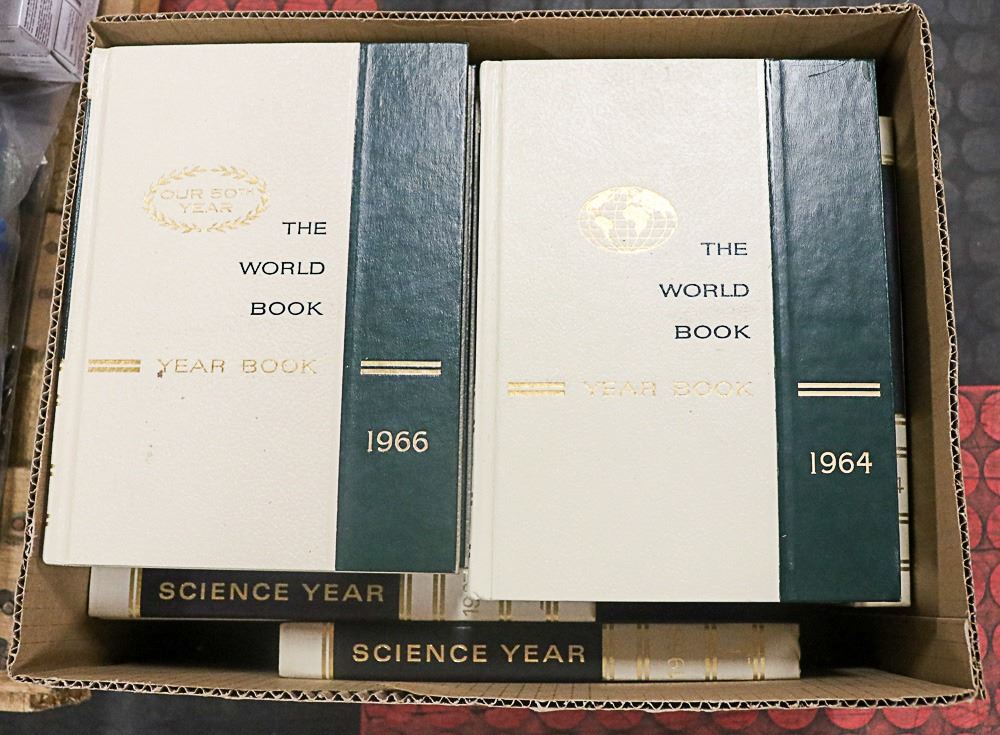 OUR 50TH
YEAR
THE
WORLD
BOOK
YEAR BOOK
1966
THE
WORLD
BOOK
YEAR BOOK
1964
SCIENCE YEAR
SCIENCE YEAR